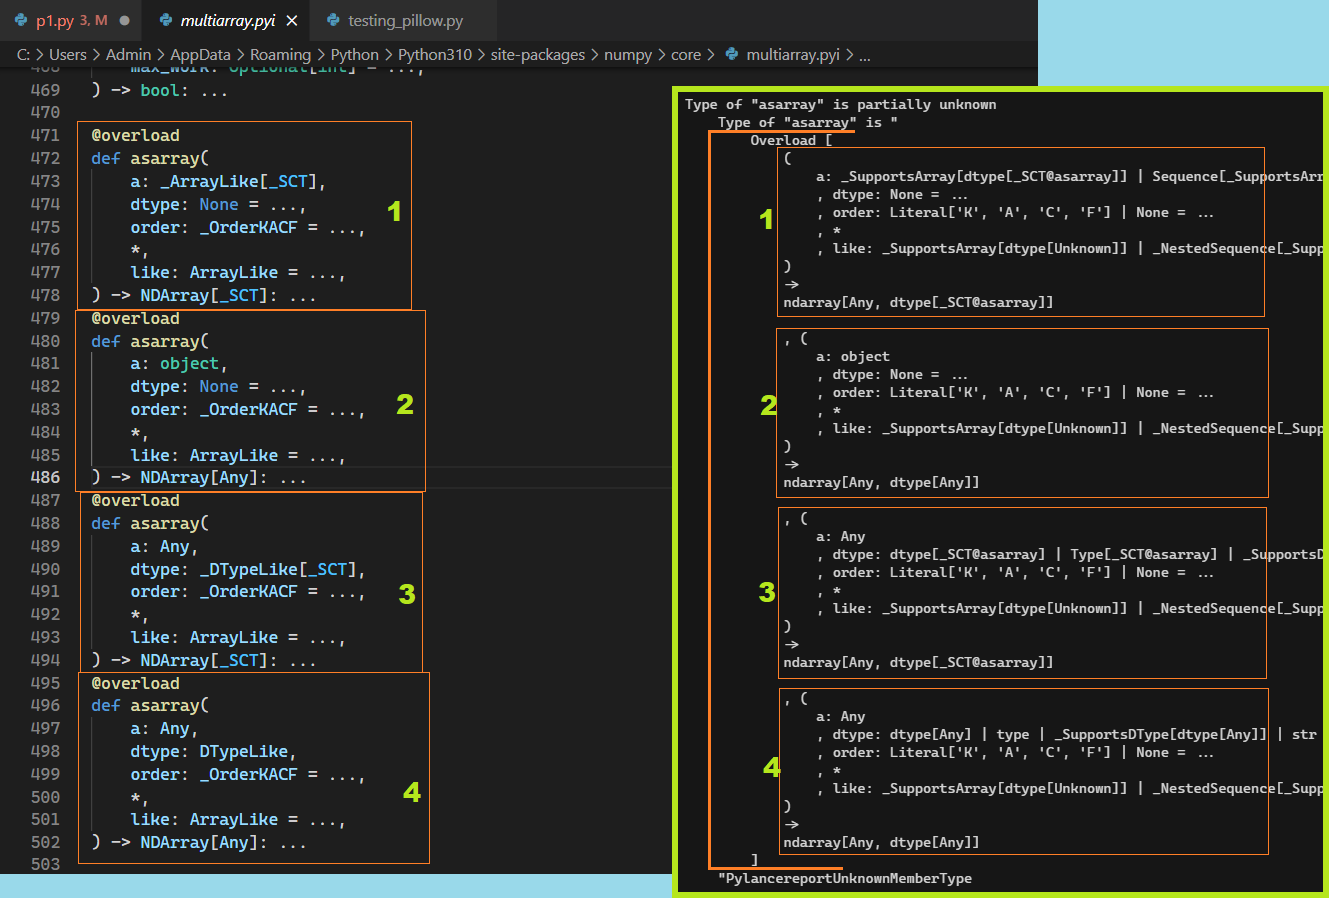 p1.py 3, M
multiarray.pyi
testing_pillow.py
C: > Users > Admin > AppData > Roaming > Python > Python310 > site-packages > numpy > core > multiarray.pyi > ...
468 max_work: Optional[int] = ...,
469 ) -> bool: ...
470
471 @overload
472 def asarray(
473 a: _ArrayLike[_SCT],
474 dtype: None = ...,
475 order: _OrderKACF = ...,
476 *,
477 like: ArrayLike = ...,
478 ) -> NDArray[_SCT]: ...
1
479 @overload
480 def asarray(
481 a: object,
482 dtype: None = ...,
483 order: _OrderKACF = ...,
484 *,
485 like: ArrayLike = ...,
486 ) -> NDArray[Any]: ...
2
487 @overload
488 def asarray(
489 a: Any,
490 dtype: _DTypeLike[_SCT],
491 order: _OrderKACF = ...,
492 *,
493 like: ArrayLike = ...,
494 ) -> NDArray[_SCT]: ...
3
495 @overload
496 def asarray(
497 a: Any,
498 dtype: DTypeLike,
499 order: _OrderKACF = ...,
500 *,
501 like: ArrayLike = ...,
502 ) -> NDArray[Any]: ...
4
503
Type of "asarray" is partially unknown
Type of "asarray" is "
Overload [
(
a: _SupportsArray[dtype[_SCT@asarray]] | Sequence[_SupportsArr
, dtype: None = ...
, order: Literal['K', 'A', 'C', 'F'] | None = ...
, *
, like: _SupportsArray[dtype[Unknown]] | _NestedSequence[_Supp
)
->
ndarray[Any, dtype[_SCT@asarray]]
1
, (
a: object
, dtype: None = ...
, order: Literal['K', 'A', 'C', 'F'] | None = ...
, *
, like: _SupportsArray[dtype[Unknown]] | _NestedSequence[_Supp
)
->
ndarray[Any, dtype[Any]]
2
, (
a: Any
, dtype: dtype[_SCT@asarray] | Type[_SCT@asarray] | _SupportsD
, order: Literal['K', 'A', 'C', 'F'] | None = ...
, *
, like: _SupportsArray[dtype[Unknown]] | _NestedSequence[_Supp
)
->
ndarray[Any, dtype[_SCT@asarray]]
3
, (
a: Any
, dtype: dtype[Any] | type | _SupportsDType[dtype[Any]] | str
, order: Literal['K', 'A', 'C', 'F'] | None = ...
, *
, like: _SupportsArray[dtype[Unknown]] | _NestedSequence[_Supp
)
->
ndarray[Any, dtype[Any]]
4
]
"PylancereportUnknownMemberType